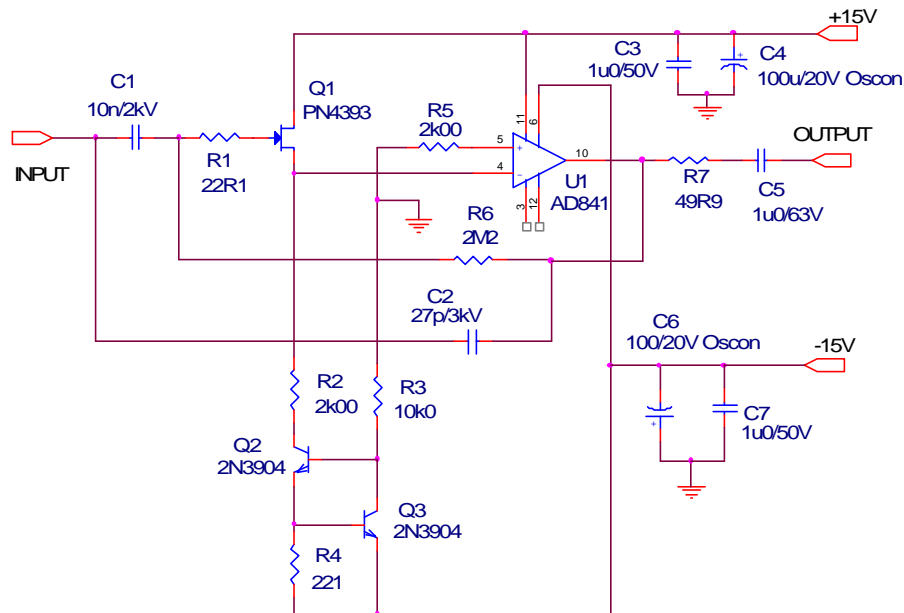 +15V
C3
1u0/50V
C4
100u/20V Oscon
C1
10n/2kV
Q1
PN4393
R5
2k00
11
6
5
4
10
3
12
U1
AD841
OUTPUT
INPUT
R1
22R1
R7
49R9
C5
1u0/63V
R6
2M2
C2
27p/3kV
C6
100/20V Oscon
-15V
R2
2k00
R3
10k0
C7
1u0/50V
Q2
2N3904
Q3
2N3904
R4
221